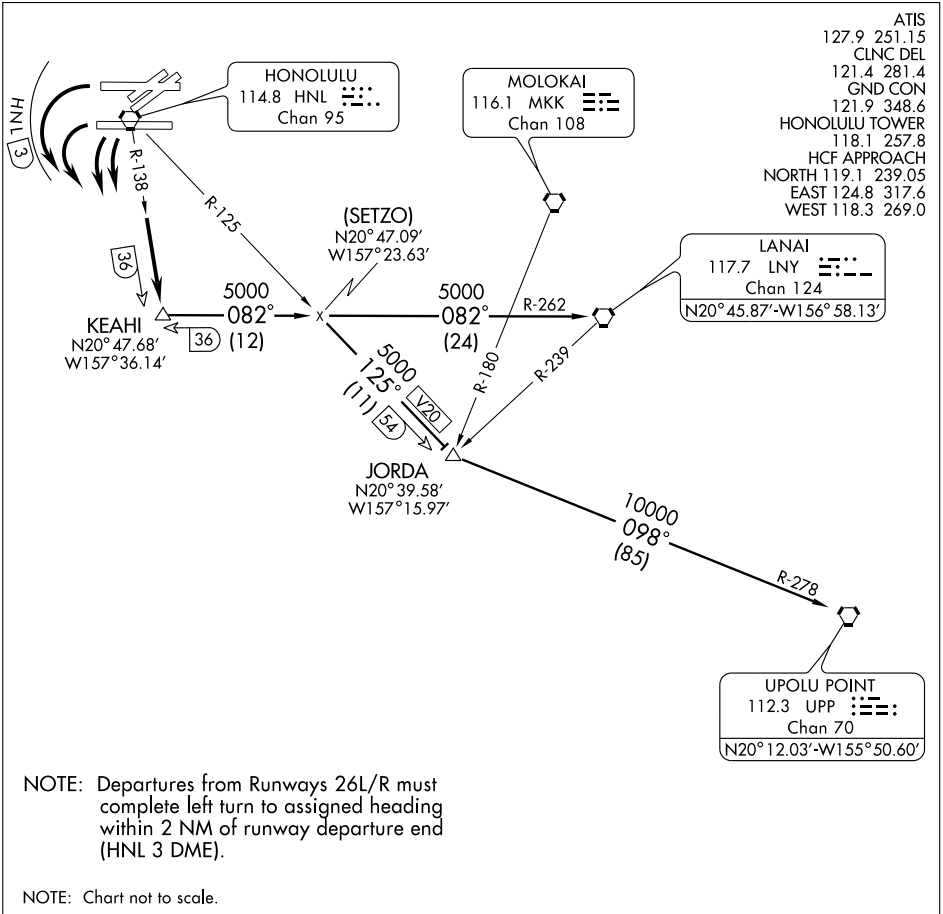 ATIS
127.9 251.15
CLNC DEL
121.4 281.4
GND CON
121.9 348.6
HONOLULU TOWER
118.1 257.8
HCF APPROACH
NORTH 119.1 239.05
EAST 124.8 317.6
WEST 118.3 269.0
HNL 3
HONOLULU
114.8 HNL
Chan 95
MOLOKAI
116.1 MKK
Chan 108
R-138
R-125
(SETZO)
N20°47.09'
W157°23.63'
LANAI
117.7 LNY
Chan 124
N20°45.87'-W156°58.13'
36
KEAHI
N20°47.68'
W157°36.14'
36
5000
082°
(12)
X
5000
082°
(24)
R-262
R-180
R-239
5000
125°
(11)
V20
54
JORDA
N20°39.58'
W157°15.97'
10000
098°
(85)
R-278
UPOLU POINT
112.3 UPP
Chan 70
N20°12.03'-W155°50.60'
NOTE: Departures from Runways 26L/R must
complete left turn to assigned heading
within 2 NM of runway departure end
(HNL 3 DME).
NOTE: Chart not to scale.